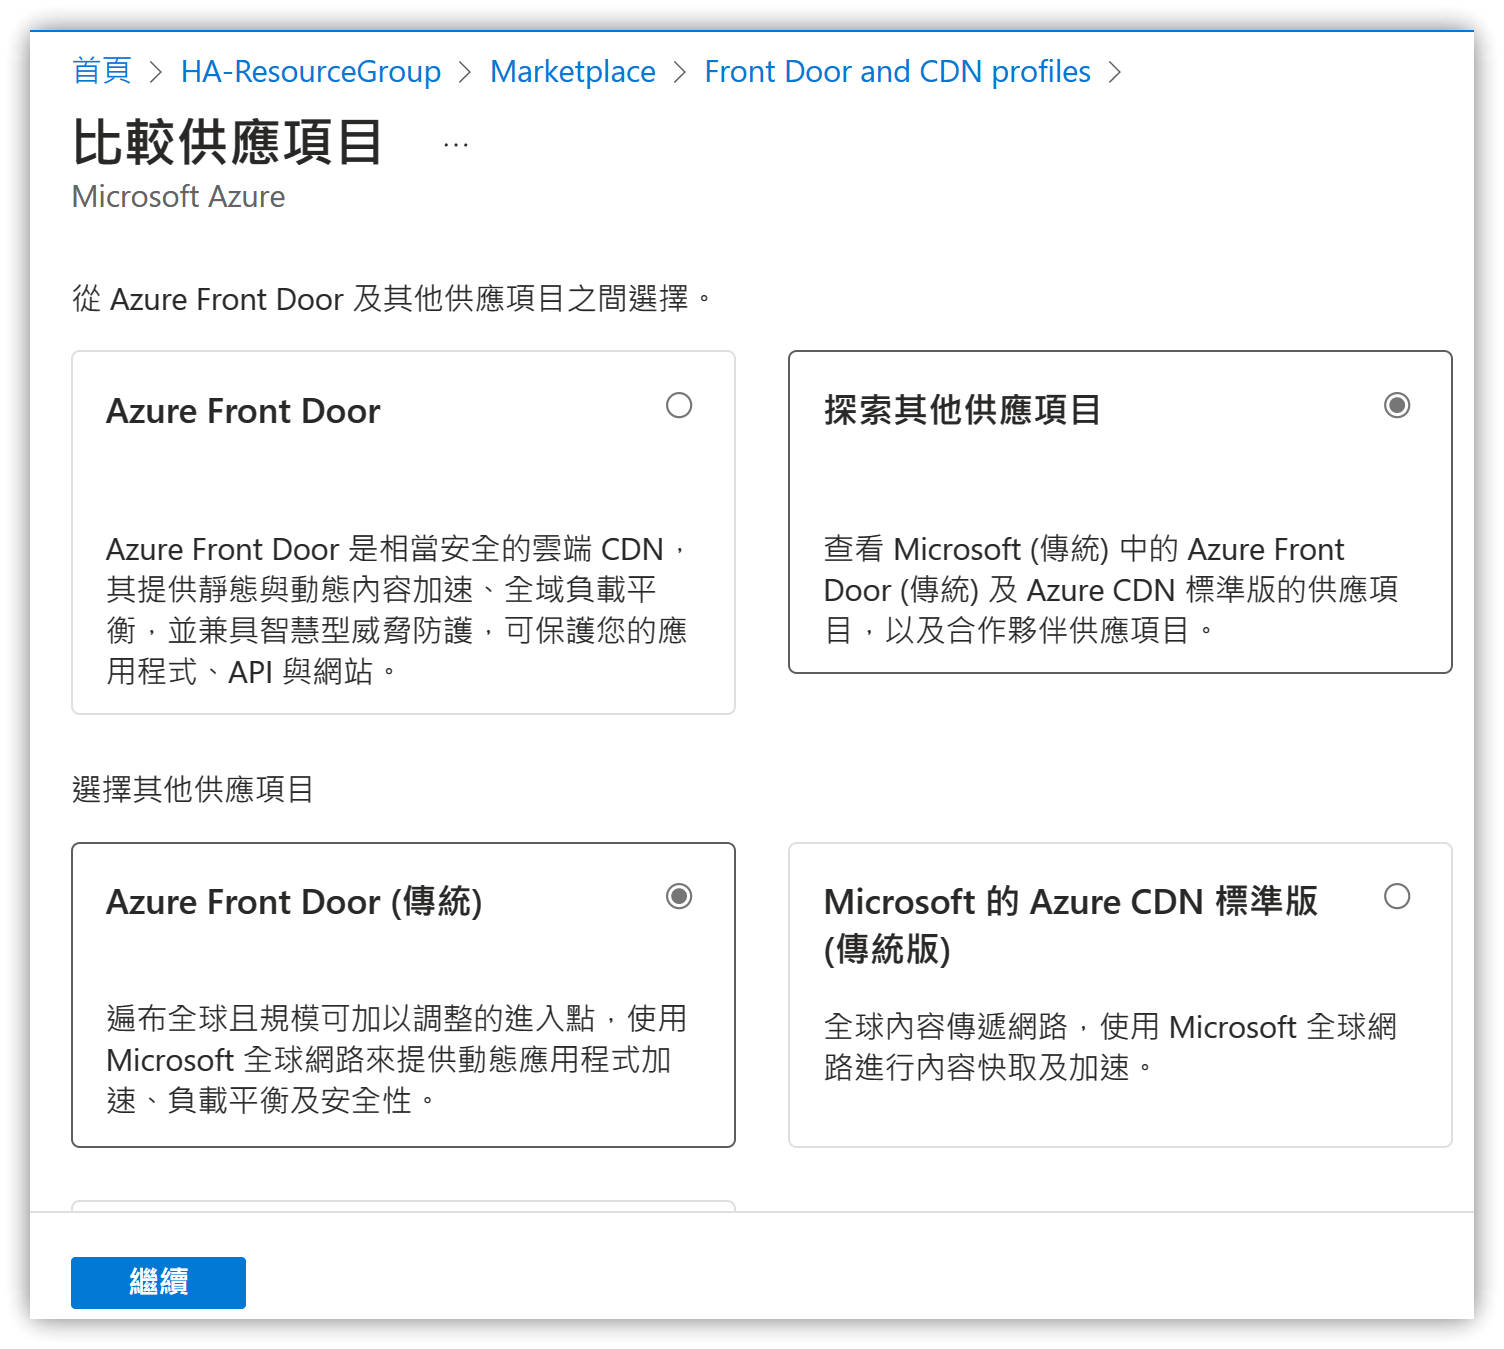 首頁 > HA-ResourceGroup > Marketplace > Front Door and CDN profiles >
比較供應項目 ...
Microsoft Azure
從 Azure Front Door 及其他供應項目之間選擇。
Azure Front Door
Azure Front Door 是相當安全的雲端 CDN，
其提供靜態與動態內容加速、全域負載平
衡，並兼具智慧型威脅防護，可保護您的應
用程式、API 與網站。
探索其他供應項目
查看 Microsoft (傳統) 中的 Azure Front
Door (傳統) 及 Azure CDN 標準版的供應項
目，以及合作夥伴供應項目。
選擇其他供應項目
Azure Front Door (傳統)
遍布全球且規模可加以調整的進入點，使用
Microsoft 全球網路來提供動態應用程式加
速、負載平衡及安全性。
Microsoft 的 Azure CDN 標準版
(傳統版)
全球內容傳遞網路，使用 Microsoft 全球網
路進行內容快取及加速。
繼續